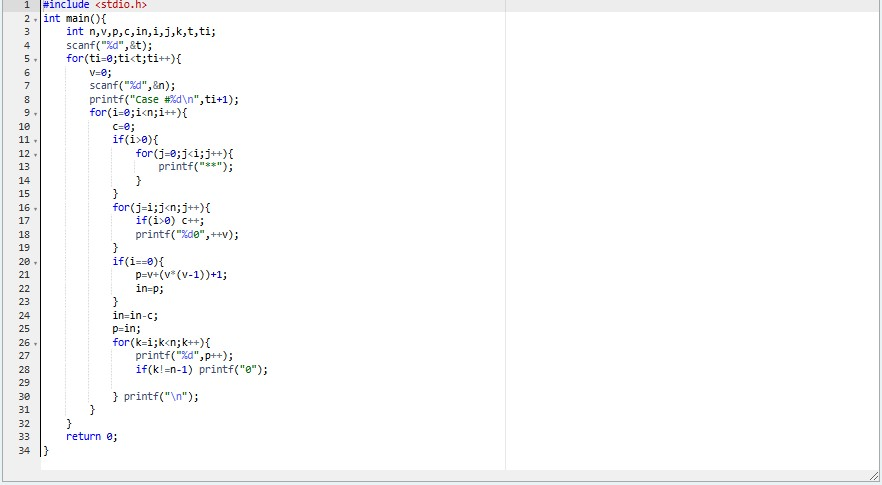 1 #include <stdio.h>
2 int main(){
3 int n,v,p,c,in,i,j,k,t,ti;
4 scanf("%d",&t);
5 for(ti=0;ti<t;ti++){
6 v=0;
7 scanf("%d",&n);
8 printf("Case #%d\n",ti+1);
9 for(i=0;i<n;i++){
10 c=0;
11 if(i>0){
12 for(j=0;j<i;j++){
13 printf("**");
14 }
15 }
16 for(j=i;j<n;j++){
17 if(i>0) c++;
18 printf("%d0",++v);
19 }
20 if(i==0){
21 p=v+(v*(v-1))+1;
22 in=p;
23 }
24 in=in-c;
25 p=in;
26 for(k=i;k<n;k++){
27 printf("%d",p++);
28 if(k!=n-1) printf("0");
29
30 } printf("\n");
31 }
32 }
33 return 0;
34 }